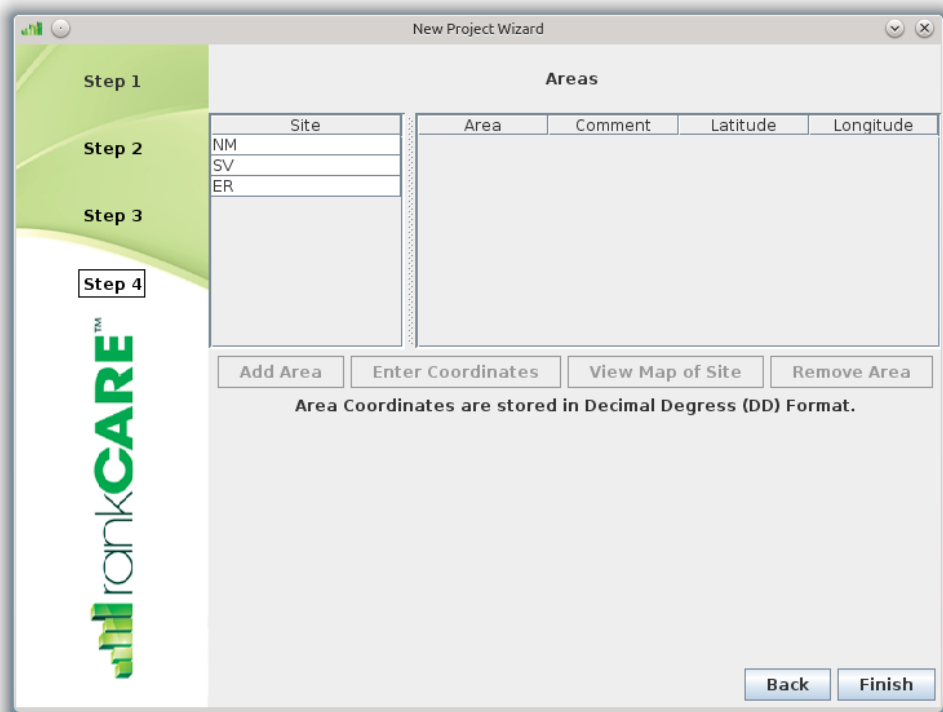 New Project Wizard
Step 1
Step 2
Step 3
Step 4
rankCARE™
Areas
Site
NM
SV
ER
Area Comment Latitude Longitude
Add Area Enter Coordinates View Map of Site Remove Area
Area Coordinates are stored in Decimal Degress (DD) Format.
Back Finish